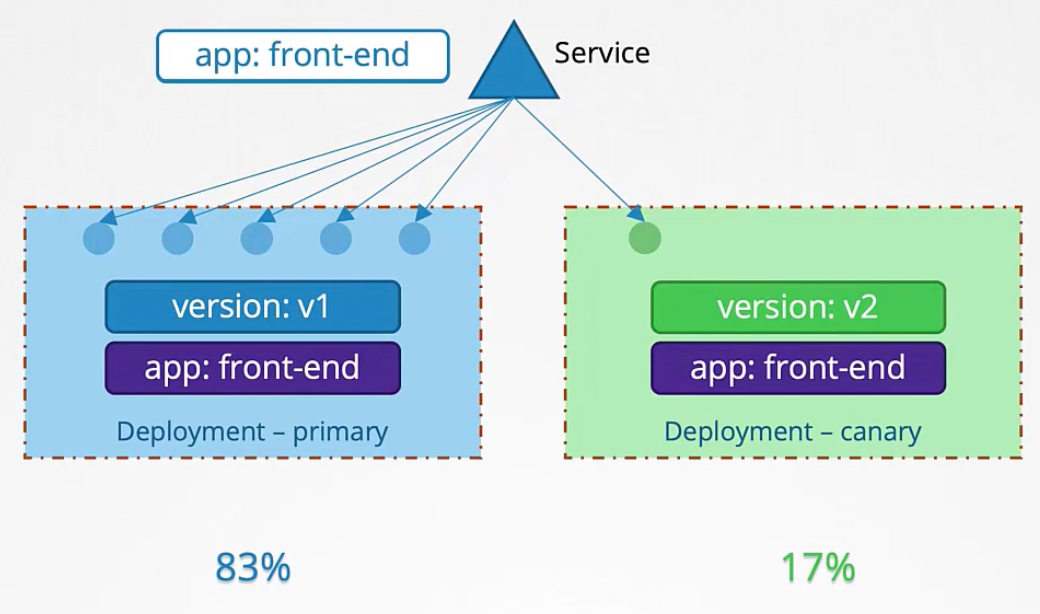 app: front-end
Service
version: v1
app: front-end
Deployment – primary
version: v2
app: front-end
Deployment – canary
83%
17%